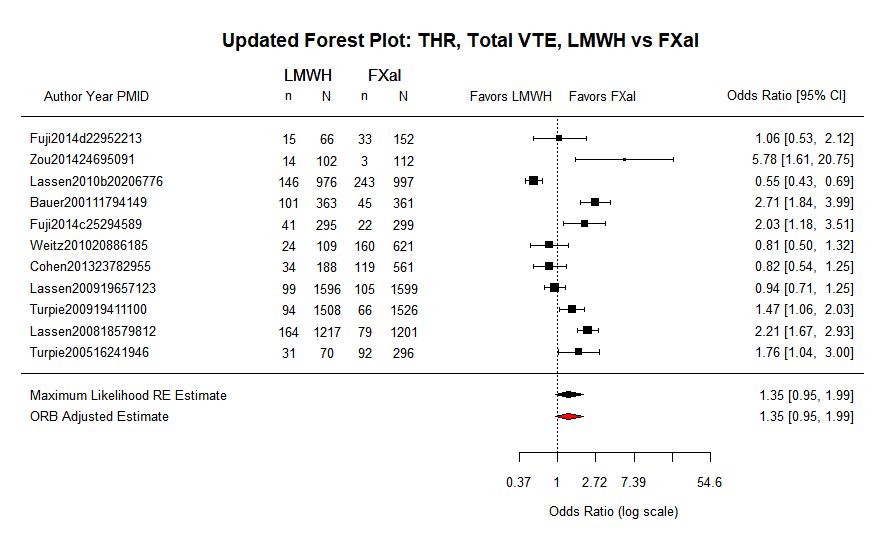 Updated Forest Plot: THR, Total VTE, LMWH vs FXaI
LMWH FXaI
Author Year PMID n N n N Favors LMWH Favors FXaI Odds Ratio [95% CI]
Fuji2014d22952213 15 66 33 152 1.06 [0.53, 2.12]
Zou201424695091 14 102 3 112 5.78 [1.61, 20.75]
Lassen2010b20206776 146 976 243 997 0.55 [0.43, 0.69]
Bauer200111794149 101 363 45 361 2.71 [1.84, 3.99]
Fuji2014c25294589 41 295 22 299 2.03 [1.18, 3.51]
Weitz201020886185 24 109 160 621 0.81 [0.50, 1.32]
Cohen201323782955 34 188 119 561 0.82 [0.54, 1.25]
Lassen200919657123 99 1596 105 1599 0.94 [0.71, 1.25]
Turpie200919411100 94 1508 66 1526 1.47 [1.06, 2.03]
Lassen200818579812 164 1217 79 1201 2.21 [1.67, 2.93]
Turpie200516241946 31 70 92 296 1.76 [1.04, 3.00]
Maximum Likelihood RE Estimate 1.35 [0.95, 1.99]
ORB Adjusted Estimate 1.35 [0.95, 1.99]
0.37 1 2.72 7.39 54.6
Odds Ratio (log scale)